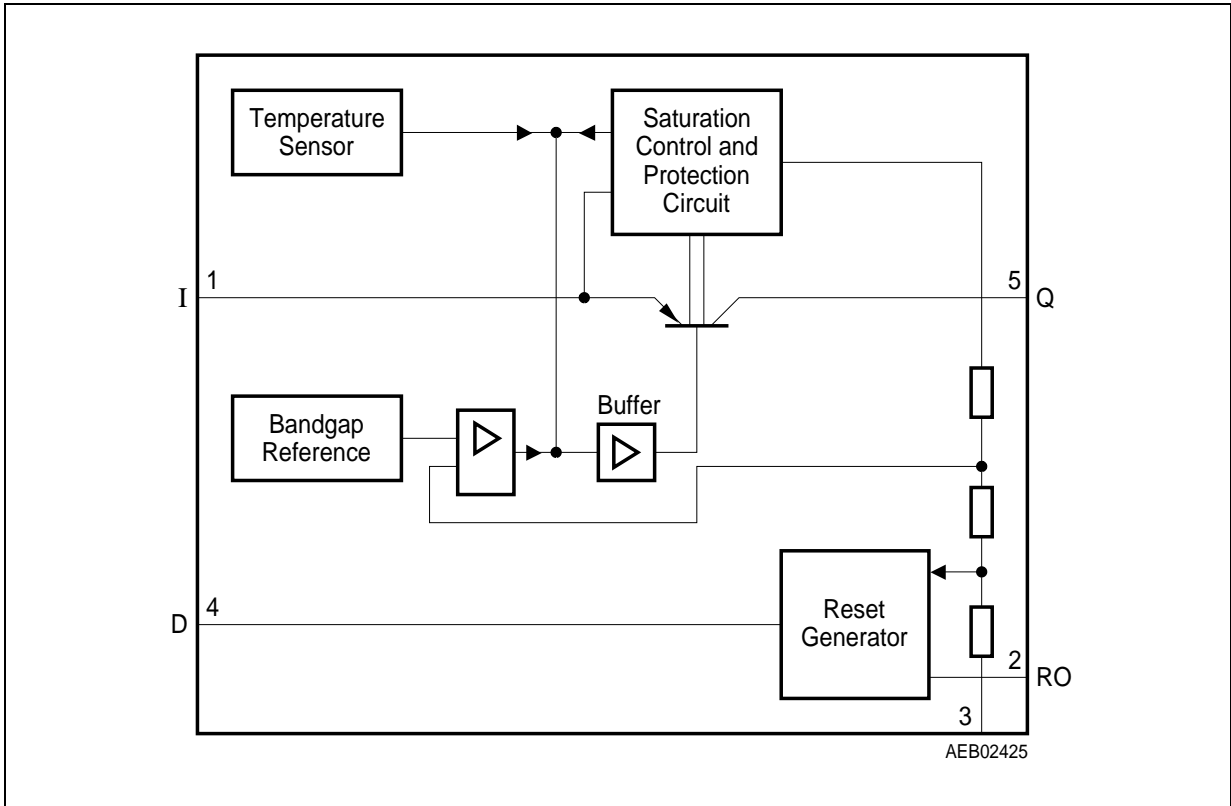 Temperature
Sensor
Saturation
Control and
Protection
Circuit
1
I
5
Q
Buffer
Bandgap
Reference
4
D
Reset
Generator
2
RO
3
AEB02425